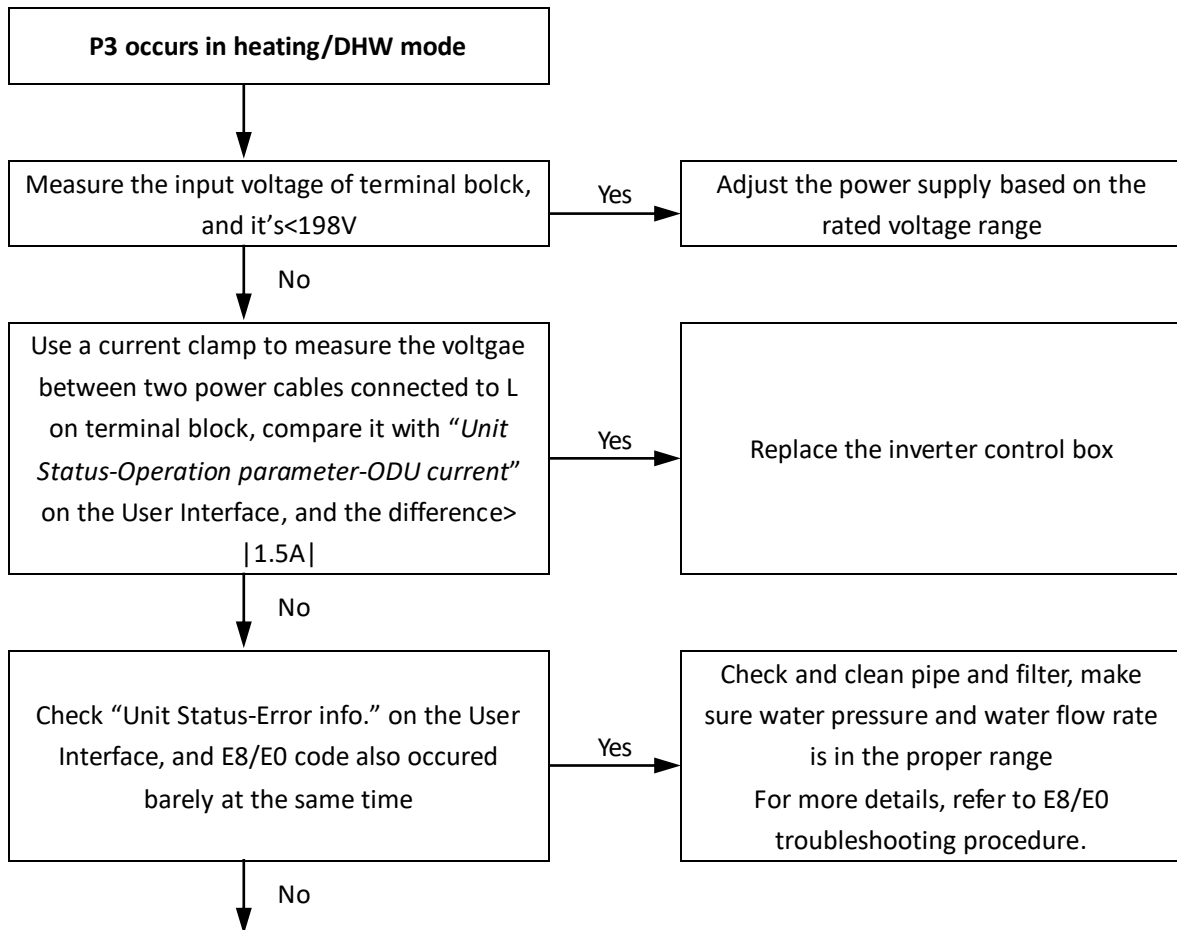 P3 occurs in heating/DHW mode
Measure the input voltage of terminal bolck,
and it’s<198V
Yes
Adjust the power supply based on the
rated voltage range
No
Use a current clamp to measure the voltgae
between two power cables connected to L
on terminal block, compare it with “Unit
Status-Operation parameter-ODU current”
on the User Interface, and the difference>
|1.5A|
Yes
Replace the inverter control box
No
Check “Unit Status-Error info.” on the User
Interface, and E8/E0 code also occured
barely at the same time
Yes
Check and clean pipe and filter, make
sure water pressure and water flow rate
is in the proper range
For more details, refer to E8/E0
troubleshooting procedure.
No